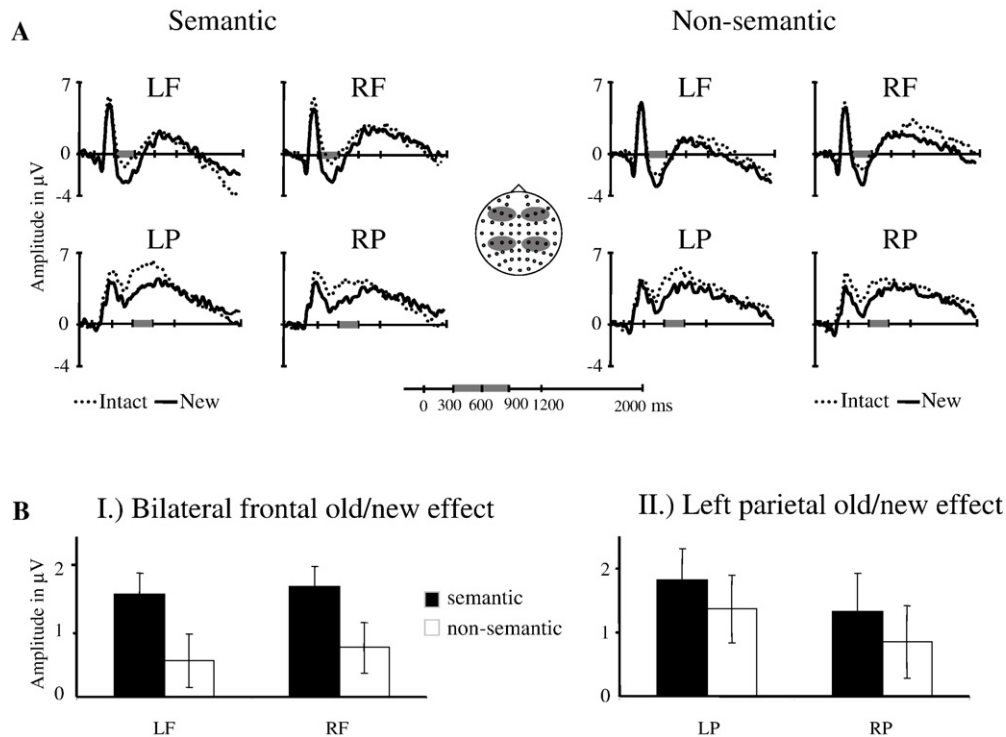 A
Semantic
Non-semantic
LF
RF
LF
RF
7
0
-4
7
0
-4
Amplitude in µV
LP
RP
LP
RP
7
0
-4
7
0
-4
Intact New
Intact New
0 300 600 900 1200 2000 ms
B
I.) Bilateral frontal old/new effect
II.) Left parietal old/new effect
Amplitude in µV
2
1
0
semantic
non-semantic
2
1
0
LF RF
LP RP